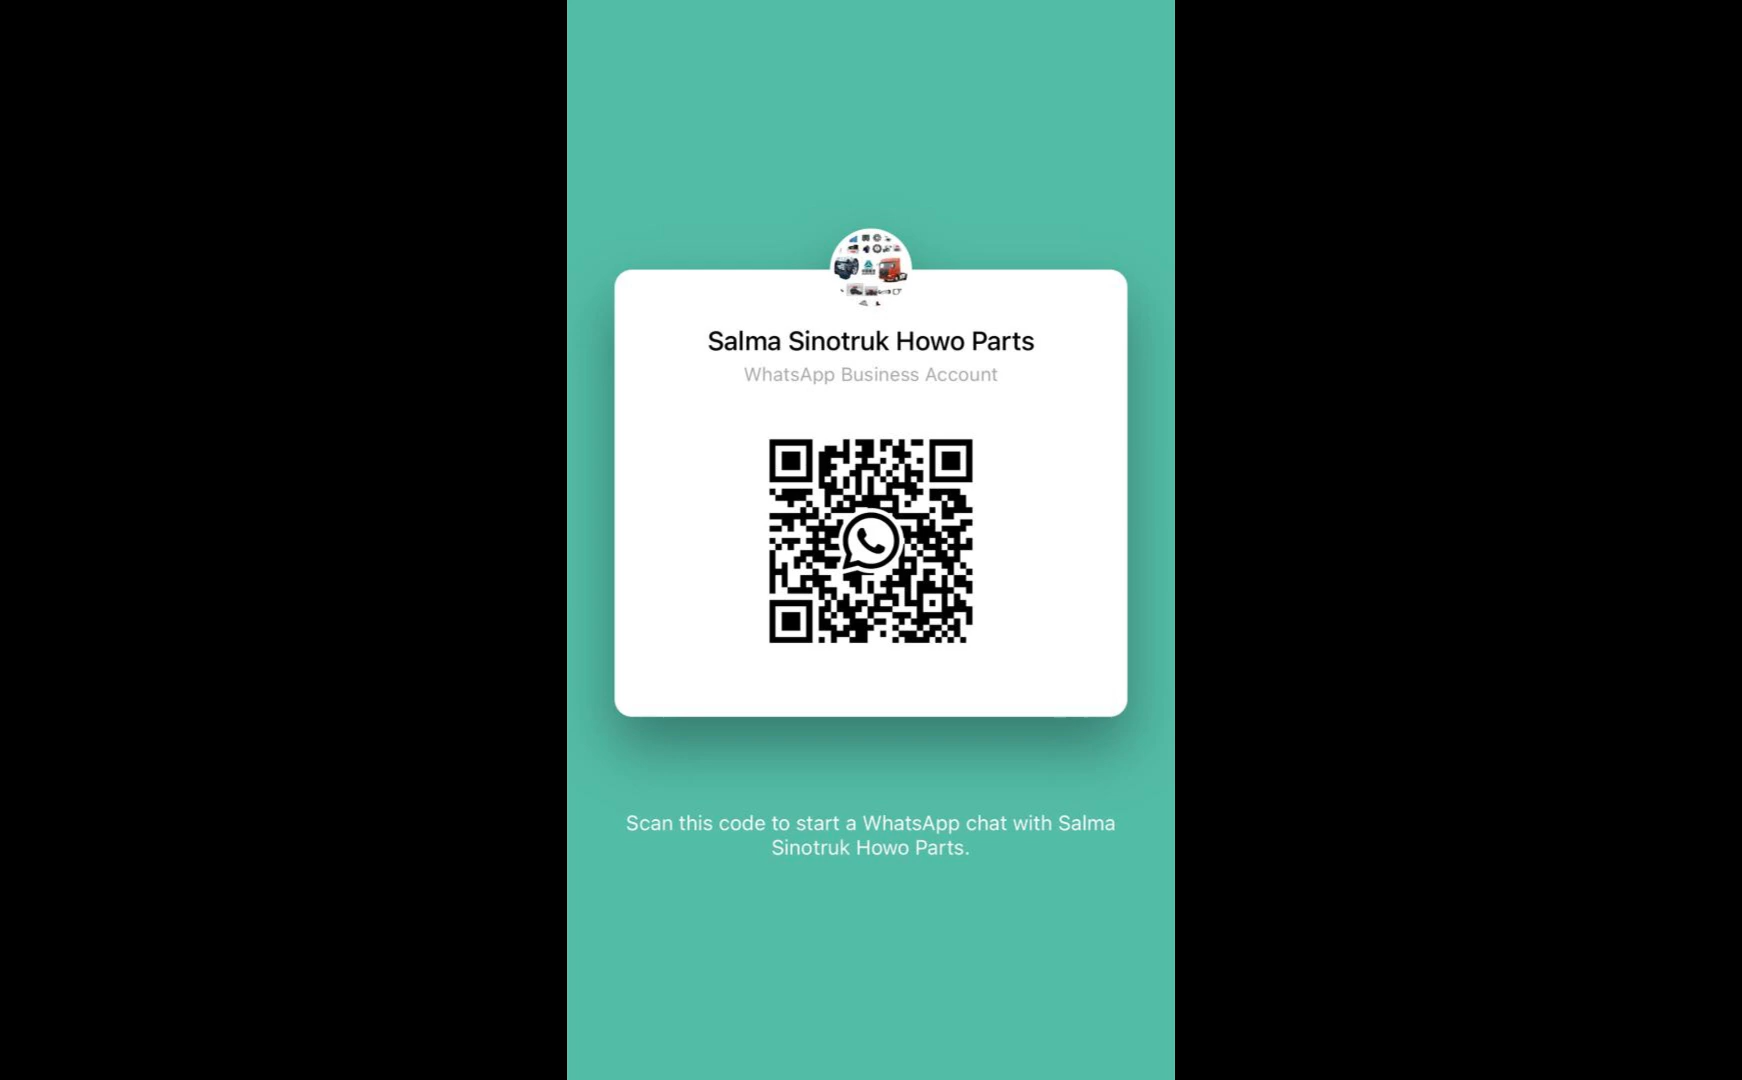 Salma Sinotruk Howo Parts
WhatsApp Business Account
Scan this code to start a WhatsApp chat with Salma
Sinotruk Howo Parts.